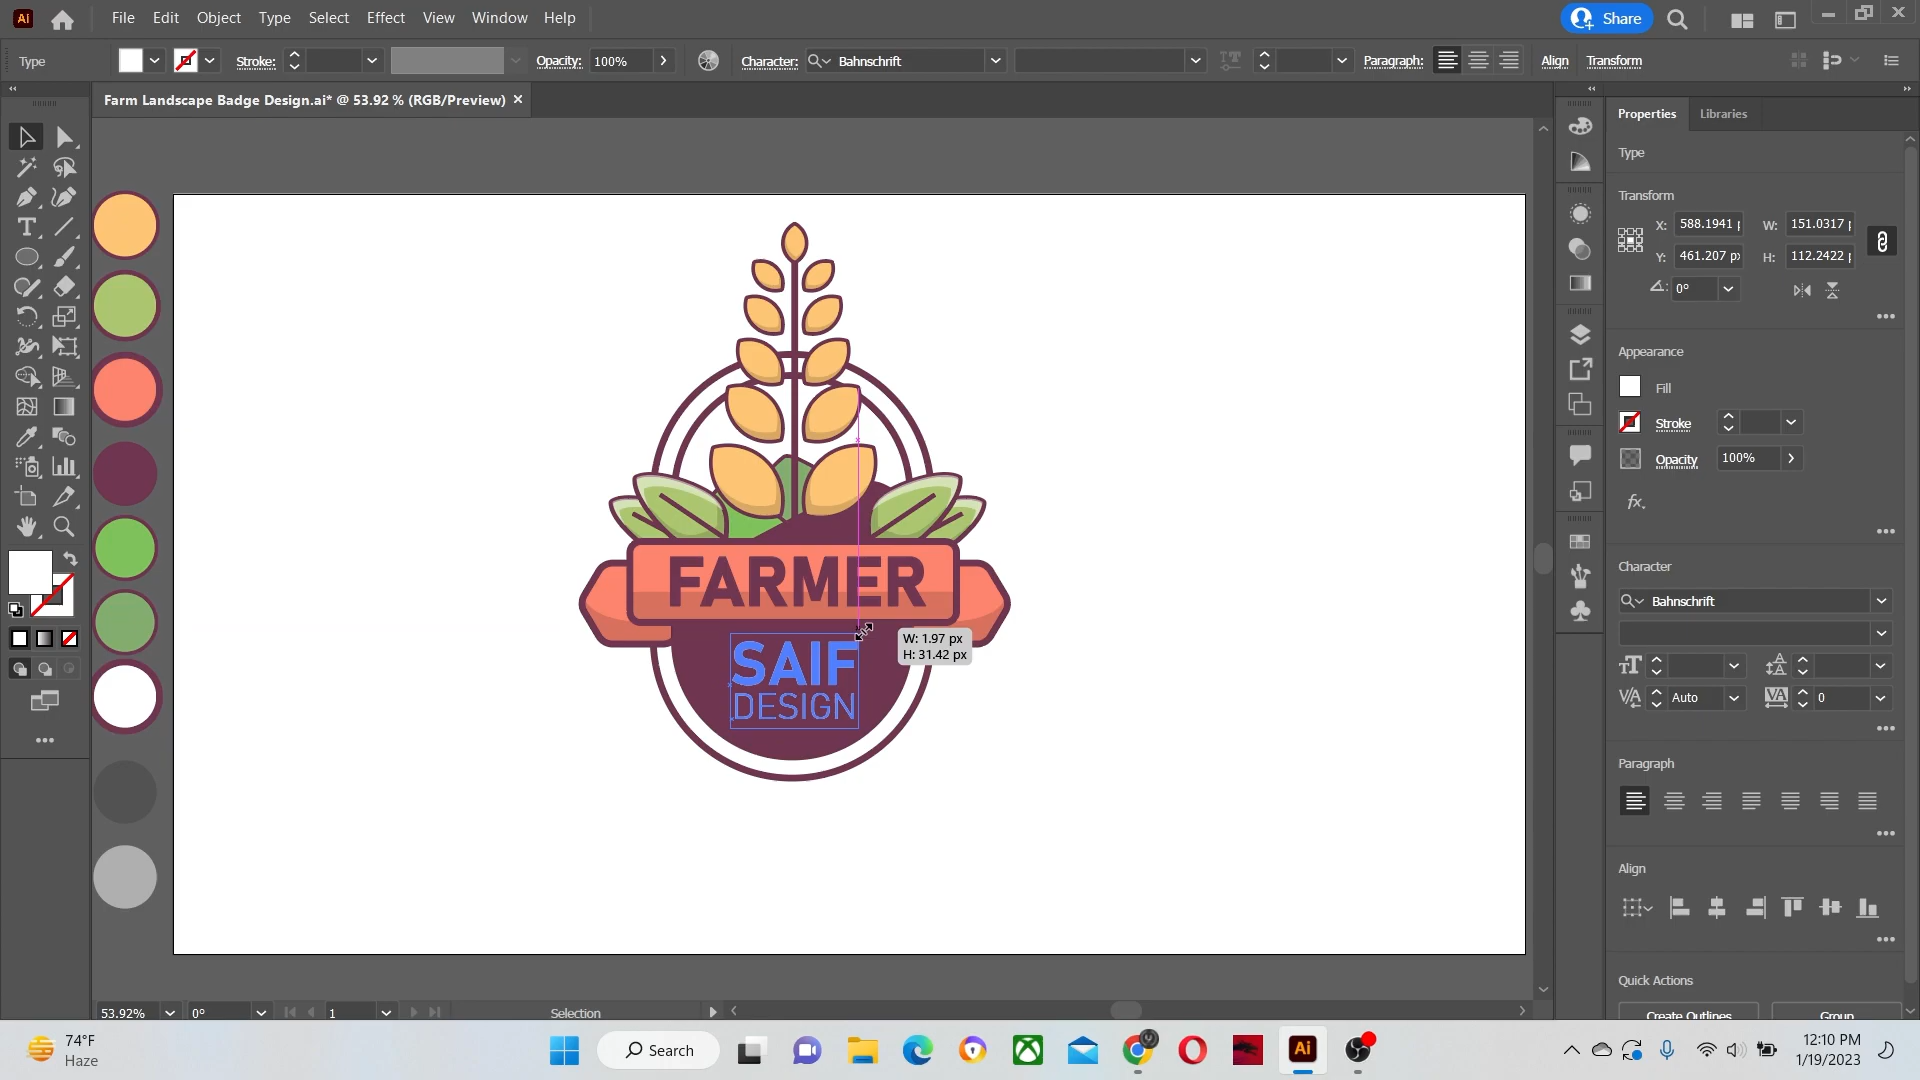 Ai File Edit Object Type Select Effect View Window Help Share
Type Stroke: Opacity: 100% Character: Bahnschrift Paragraph: Align Transform
Farm Landscape Badge Design.ai* @ 53.92 % (RGB/Preview)
Properties Libraries
Type
Transform
X: 588.1941 W: 151.0317
Y: 461.207 px H: 112.2422
0°
Appearance
Fill
Stroke
Opacity 100%
fx.
Character
Bahnschrift
Auto 0
Paragraph
Align
Quick Actions
Create Outlines Group
FARMER
SAIF
DESIGN
W: 1.97 px
H: 31.42 px
53.92% 0° 1 Selection
74°F
Haze
Search
Ai
12:10 PM
1/19/2023